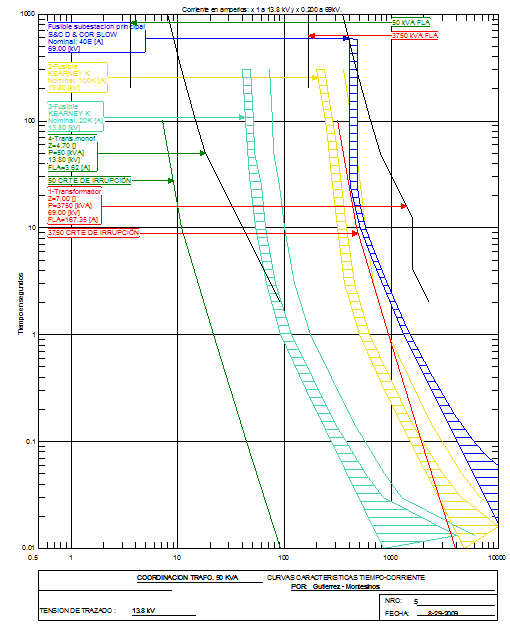 Corriente en amperios: x 1 a 13.8 kV y x 0.200 a 69kV.
1000
100
10
1
0.1
0.01
Tiempo en segundos
50 kVA FLA
3750 kVA FLA
Fusible subestacion principal
S&C D & COR SLOW
Nominal: 40E [A]
69.00 [kV]
2-Fusible
KEARNEY K
Nominal: 100K [A]
13.80 [kV]
3-Fusible
KEARNEY K
Nominal: 20K [A]
13.80 [kV]
4-Trans.monof.
Z=4.70 []
P=50 [kVA]
13.80 [kV]
FLA=3.62 [A]
50 CRTE DE IRRUPCIÓN
1-Transformador
Z=7.00 []
P=3750 [kVA]
69.00 [kV]
FLA=167.35 [A]
3750 CRTE DE IRRUPCIÓN
0.5 1 10 100 1000 10000
COORDINACION TRAFO. 50 KVA CURVAS CARACTERISTICAS TIEMPO-CORRIENTE
POR: Gutierrez - Montesinos
TENSION DE TRAZADO : 13.8 kV
NRO: 5
FECHA: 8-29-2009